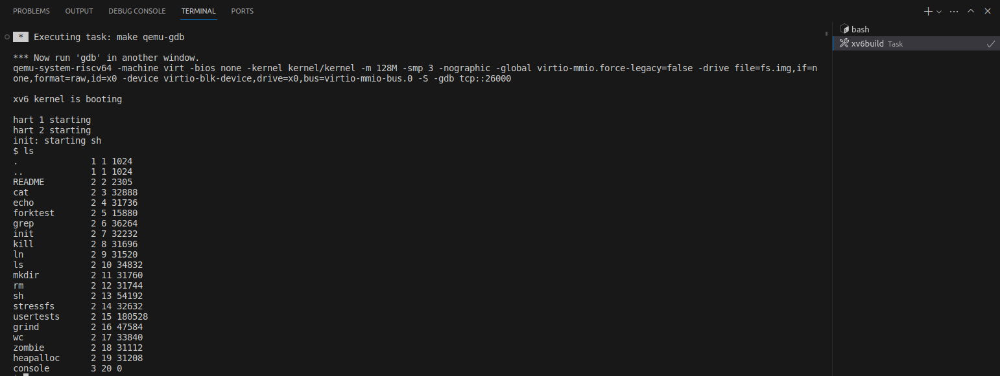 PROBLEMS OUTPUT DEBUG CONSOLE TERMINAL PORTS
* Executing task: make qemu-gdb
*** Now run 'gdb' in another window.
qemu-system-riscv64 -machine virt -bios none -kernel kernel/kernel -m 128M -smp 3 -nographic -global virtio-mmio.force-legacy=false -drive file=fs.img,if=n
one,format=raw,id=x0 -device virtio-blk-device,drive=x0,bus=virtio-mmio-bus.0 -S -gdb tcp::26000
xv6 kernel is booting
hart 1 starting
hart 2 starting
init: starting sh
$ ls
. 1 1 1024
.. 1 1 1024
README 2 2 2305
cat 2 3 32888
echo 2 4 31736
forktest 2 5 15880
grep 2 6 36264
init 2 7 32232
kill 2 8 31696
ln 2 9 31520
ls 2 10 34832
mkdir 2 11 31760
rm 2 12 31744
sh 2 13 54192
stressfs 2 14 32632
usertests 2 15 180528
grind 2 16 47584
wc 2 17 33840
zombie 2 18 31112
heapalloc 2 19 31208
console 3 20 0
bash
xv6build Task